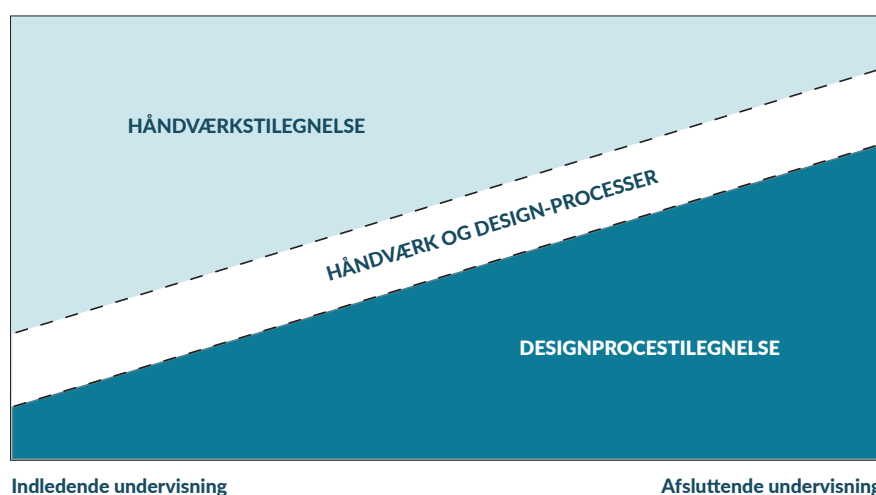 HÅNDVÆRKSTILEGNELSE
HÅNDVÆRK OG DESIGN-PROCESSER
DESIGNPROCESTILEGNELSE
Indledende undervisning
Afsluttende undervisning